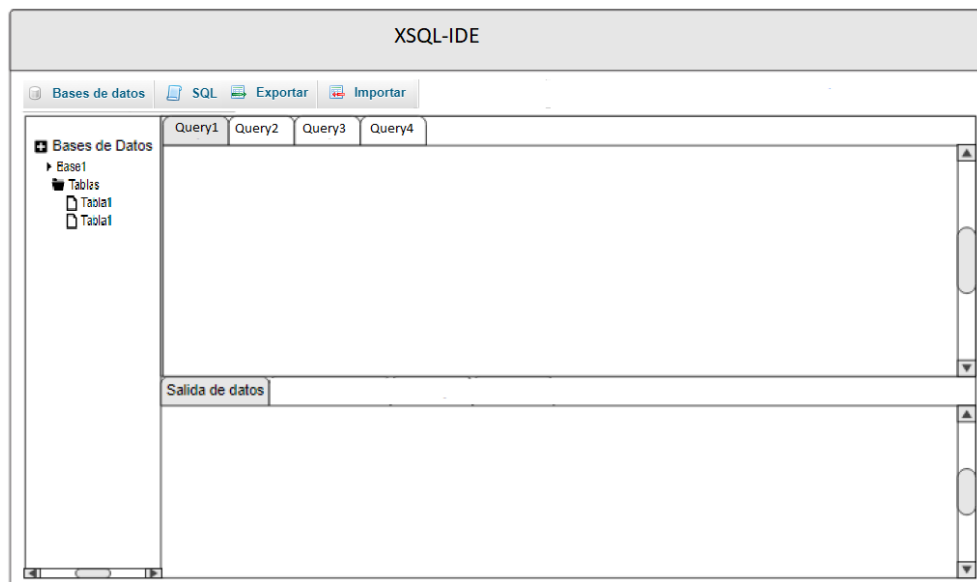 XSQL-IDE
Bases de datos SQL Exportar Importar
Query1 Query2 Query3 Query4
Bases de Datos
Base1
Tablas
Tabla1
Tabla1
Salida de datos